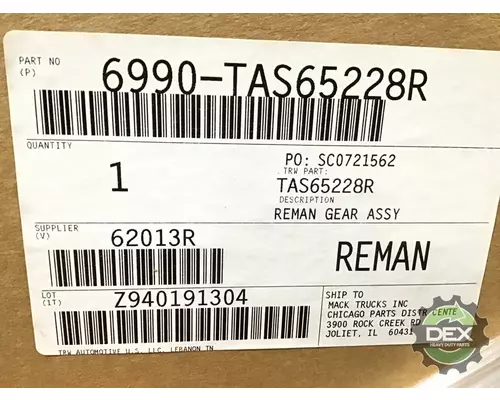 PART NO
(P)
6990-TAS65228R
QUANTITY
1
PO: SC0721562
TRW PART:
TAS65228R
DESCRIPTION
REMAN GEAR ASSY
SUPPLIER
(V)
62013R
REMAN
LOT
(1T)
Z940191304
SHIP TO
MACK TRUCKS INC
CHICAGO PARTS DISTR CENTE
3900 ROCK CREEK RD
JOLIET, IL 60431
TRW AUTOMOTIVE U.S. LLC, LEBANON TN
DEX
HEAVY DUTY PARTS